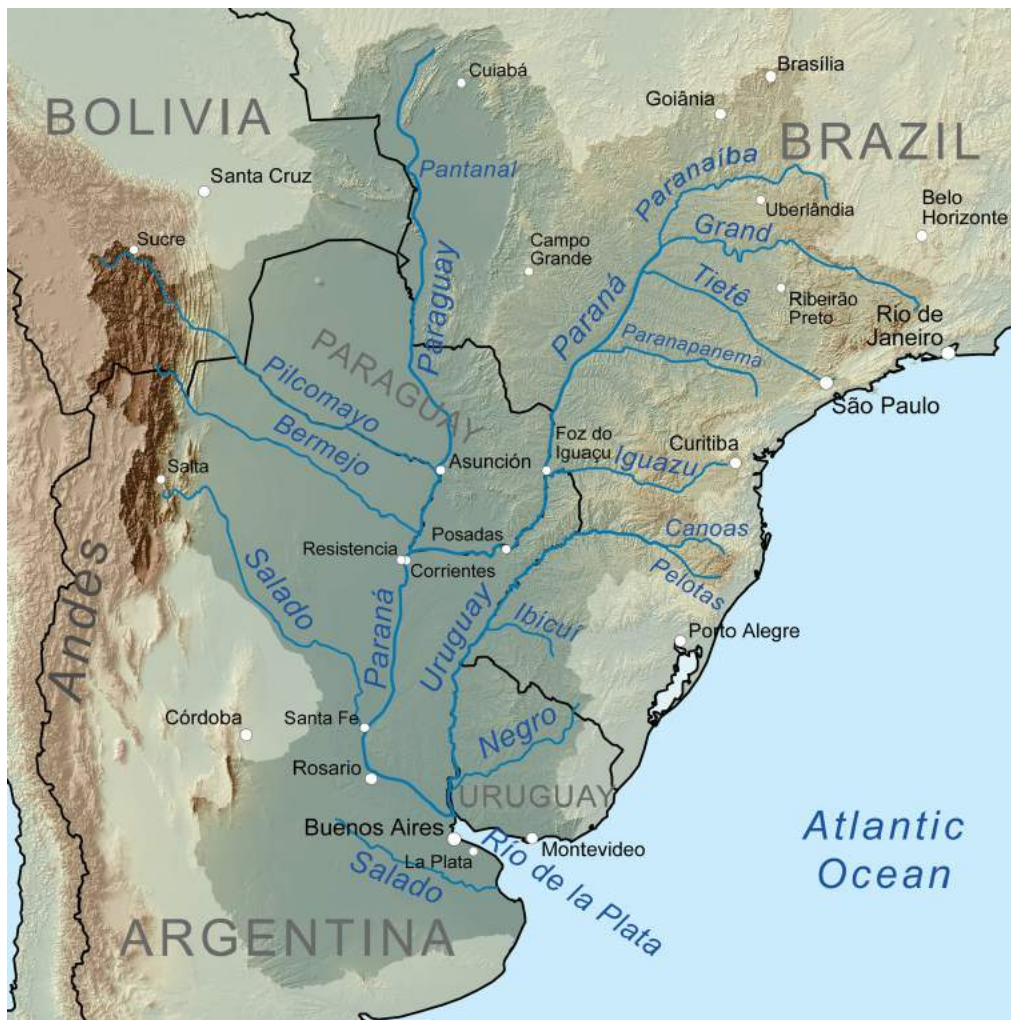 Brasília
Cuiabá
Goiânia
BOLIVIA
BRAZIL
Pantanal
Paranaíba
Santa Cruz
Uberlândia
Belo
Horizonte
Sucre
Campo
Grande
Grand
Tietê
Ribeirão
Preto
Paraguay
Paraná
Río de
Janeiro
PARAGUAY
Paranapanema
São Paulo
Pilcomayo
Bermejo
Foz do
Iguaçu
Curitiba
Iguazu
Asunción
Salta
Posadas
Canoas
Resistencia
Corrientes
Pelotas
Andes
Salado
Paraná
Uruguay
Ibicuí
Porto Alegre
Córdoba
Santa Fe
Negro
Rosario
URUGUAY
Buenos Aires
Montevideo
La Plata
Río de la Plata
Salado
Atlantic
Ocean
ARGENTINA